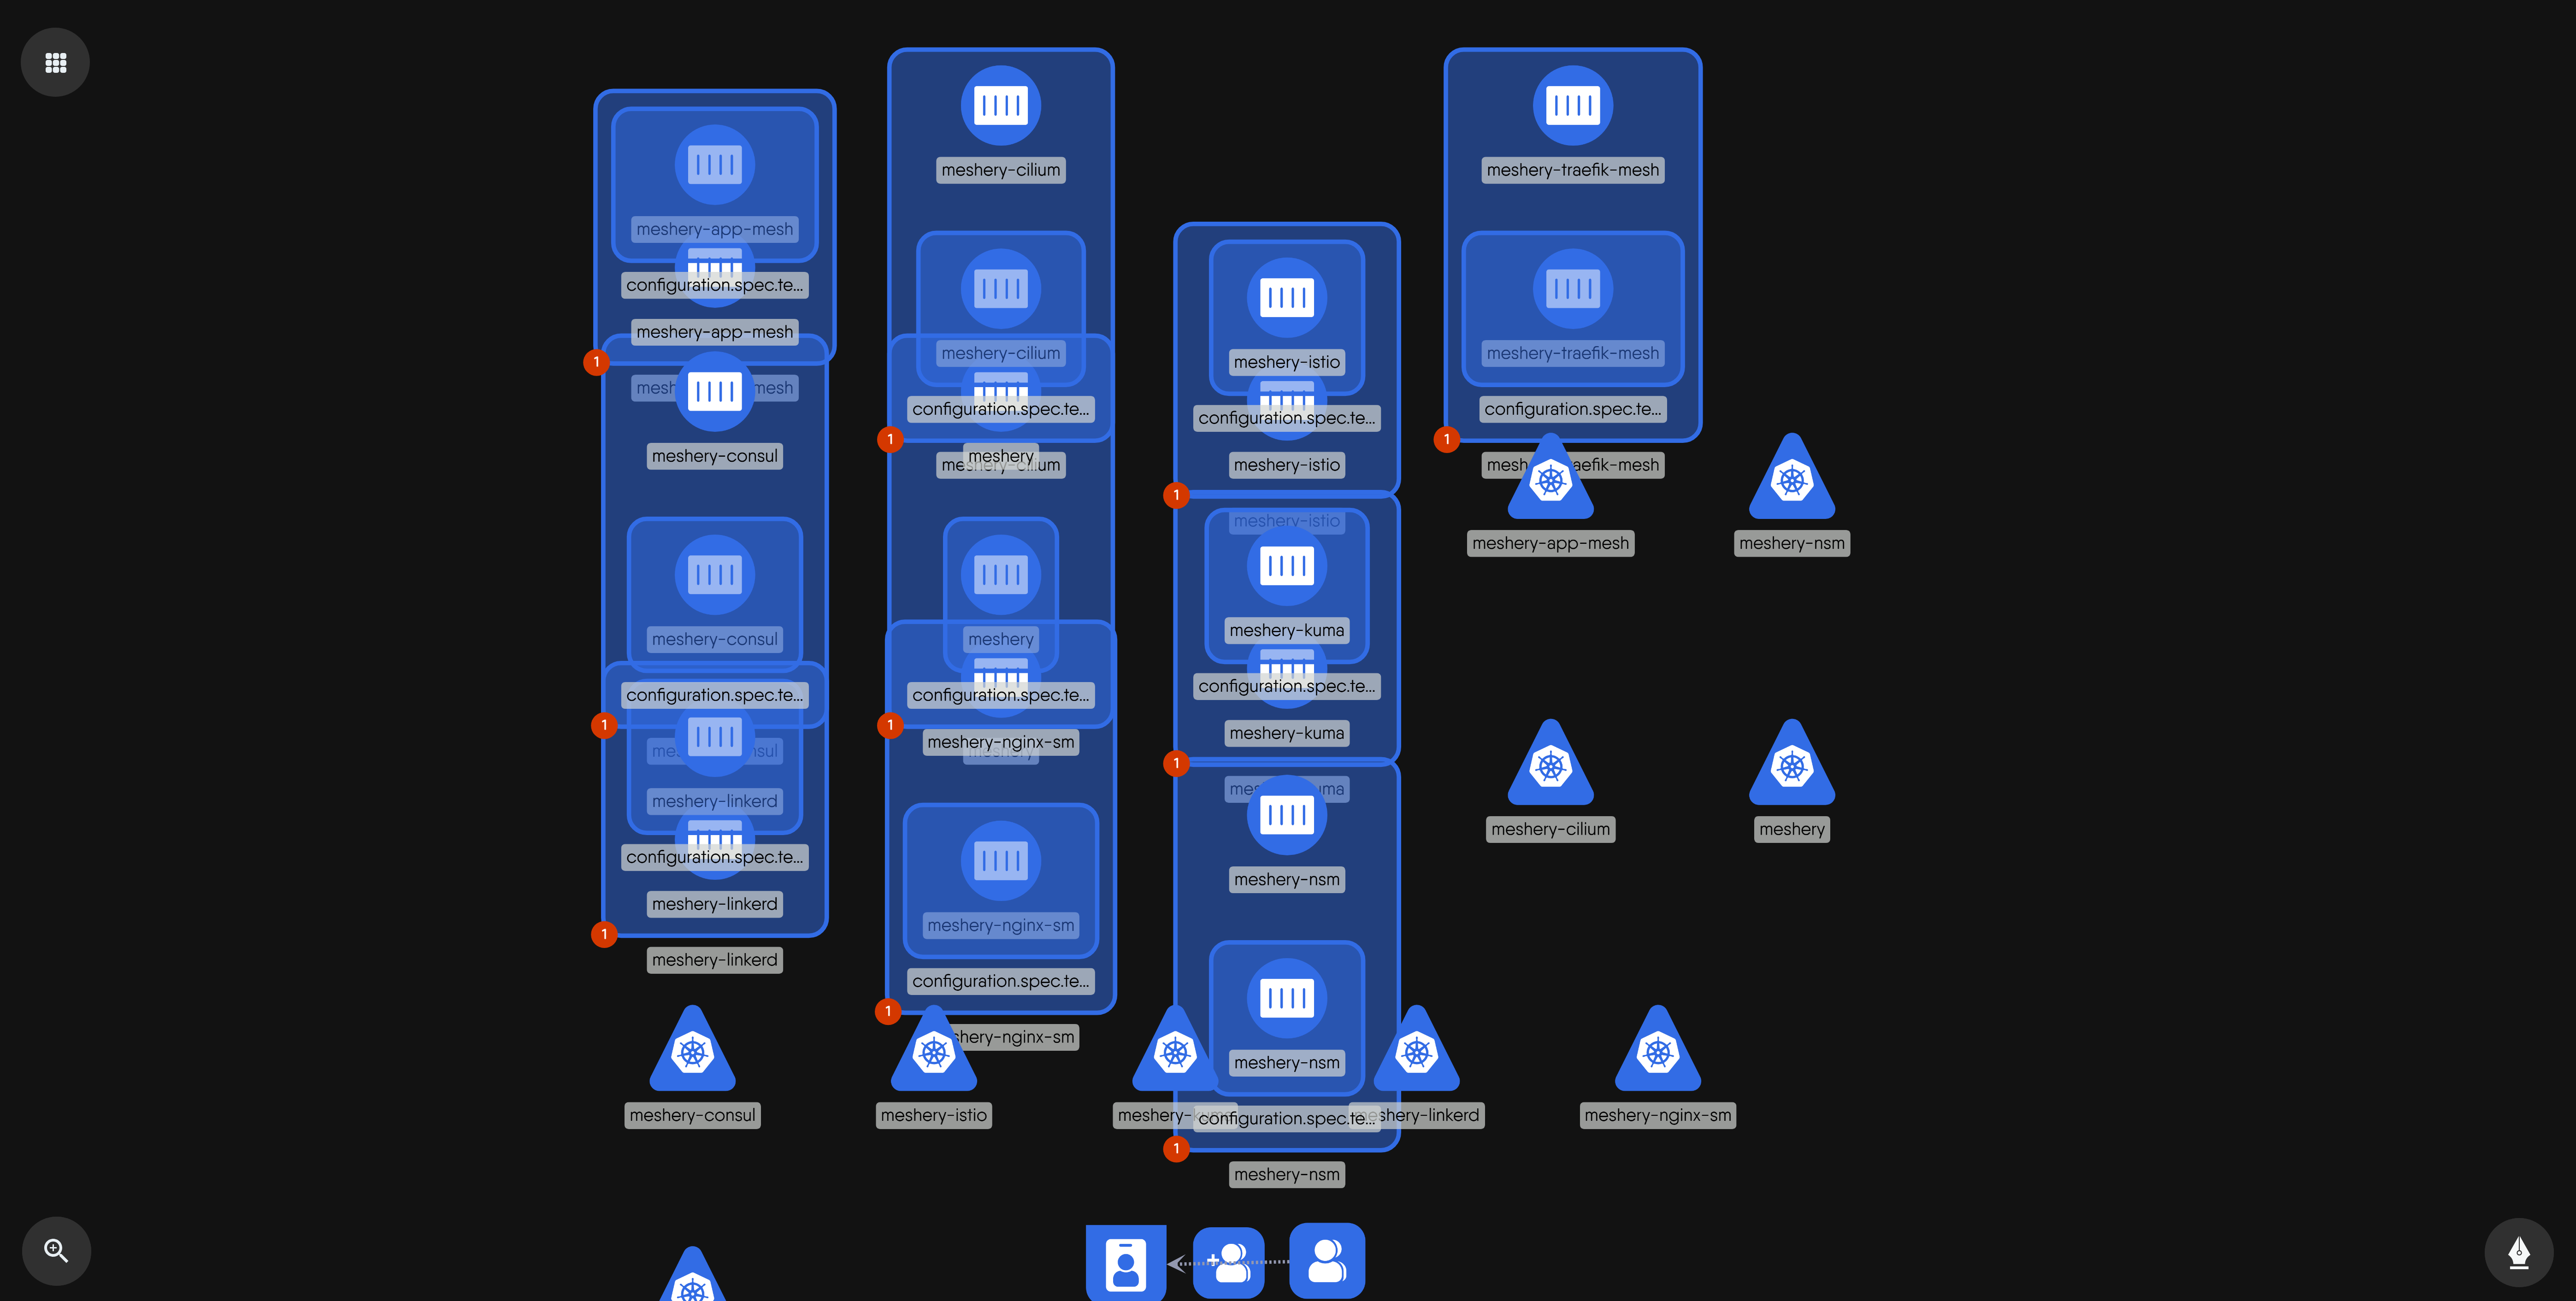 meshery-app-mesh
configuration.spec.te...
meshery-app-mesh
1
mesh
mesh
meshery-consul
meshery-consul
configuration.spec.te...
1
meshery-linkerd
configuration.spec.te...
meshery-linkerd
1
meshery-linkerd
meshery-cilium
meshery-cilium
configuration.spec.te...
1
meshery
meshery-cilium
meshery
configuration.spec.te...
1
meshery-nginx-sm
meshery
meshery-nginx-sm
configuration.spec.te...
1
hery-nginx-sm
meshery-istio
configuration.spec.te...
meshery-istio
1
meshery-istio
meshery-kuma
configuration.spec.te...
meshery-kuma
1
meshery-nsm
meshery-nsm
configuration.spec.te...
1
meshery-nsm
meshery-traefik-mesh
meshery-traefik-mesh
configuration.spec.te...
1
mesh
aefik-mesh
meshery-app-mesh
meshery-nsm
meshery-cilium
meshery
meshery-consul
meshery-istio
meshery-
shery-linkerd
meshery-nginx-sm